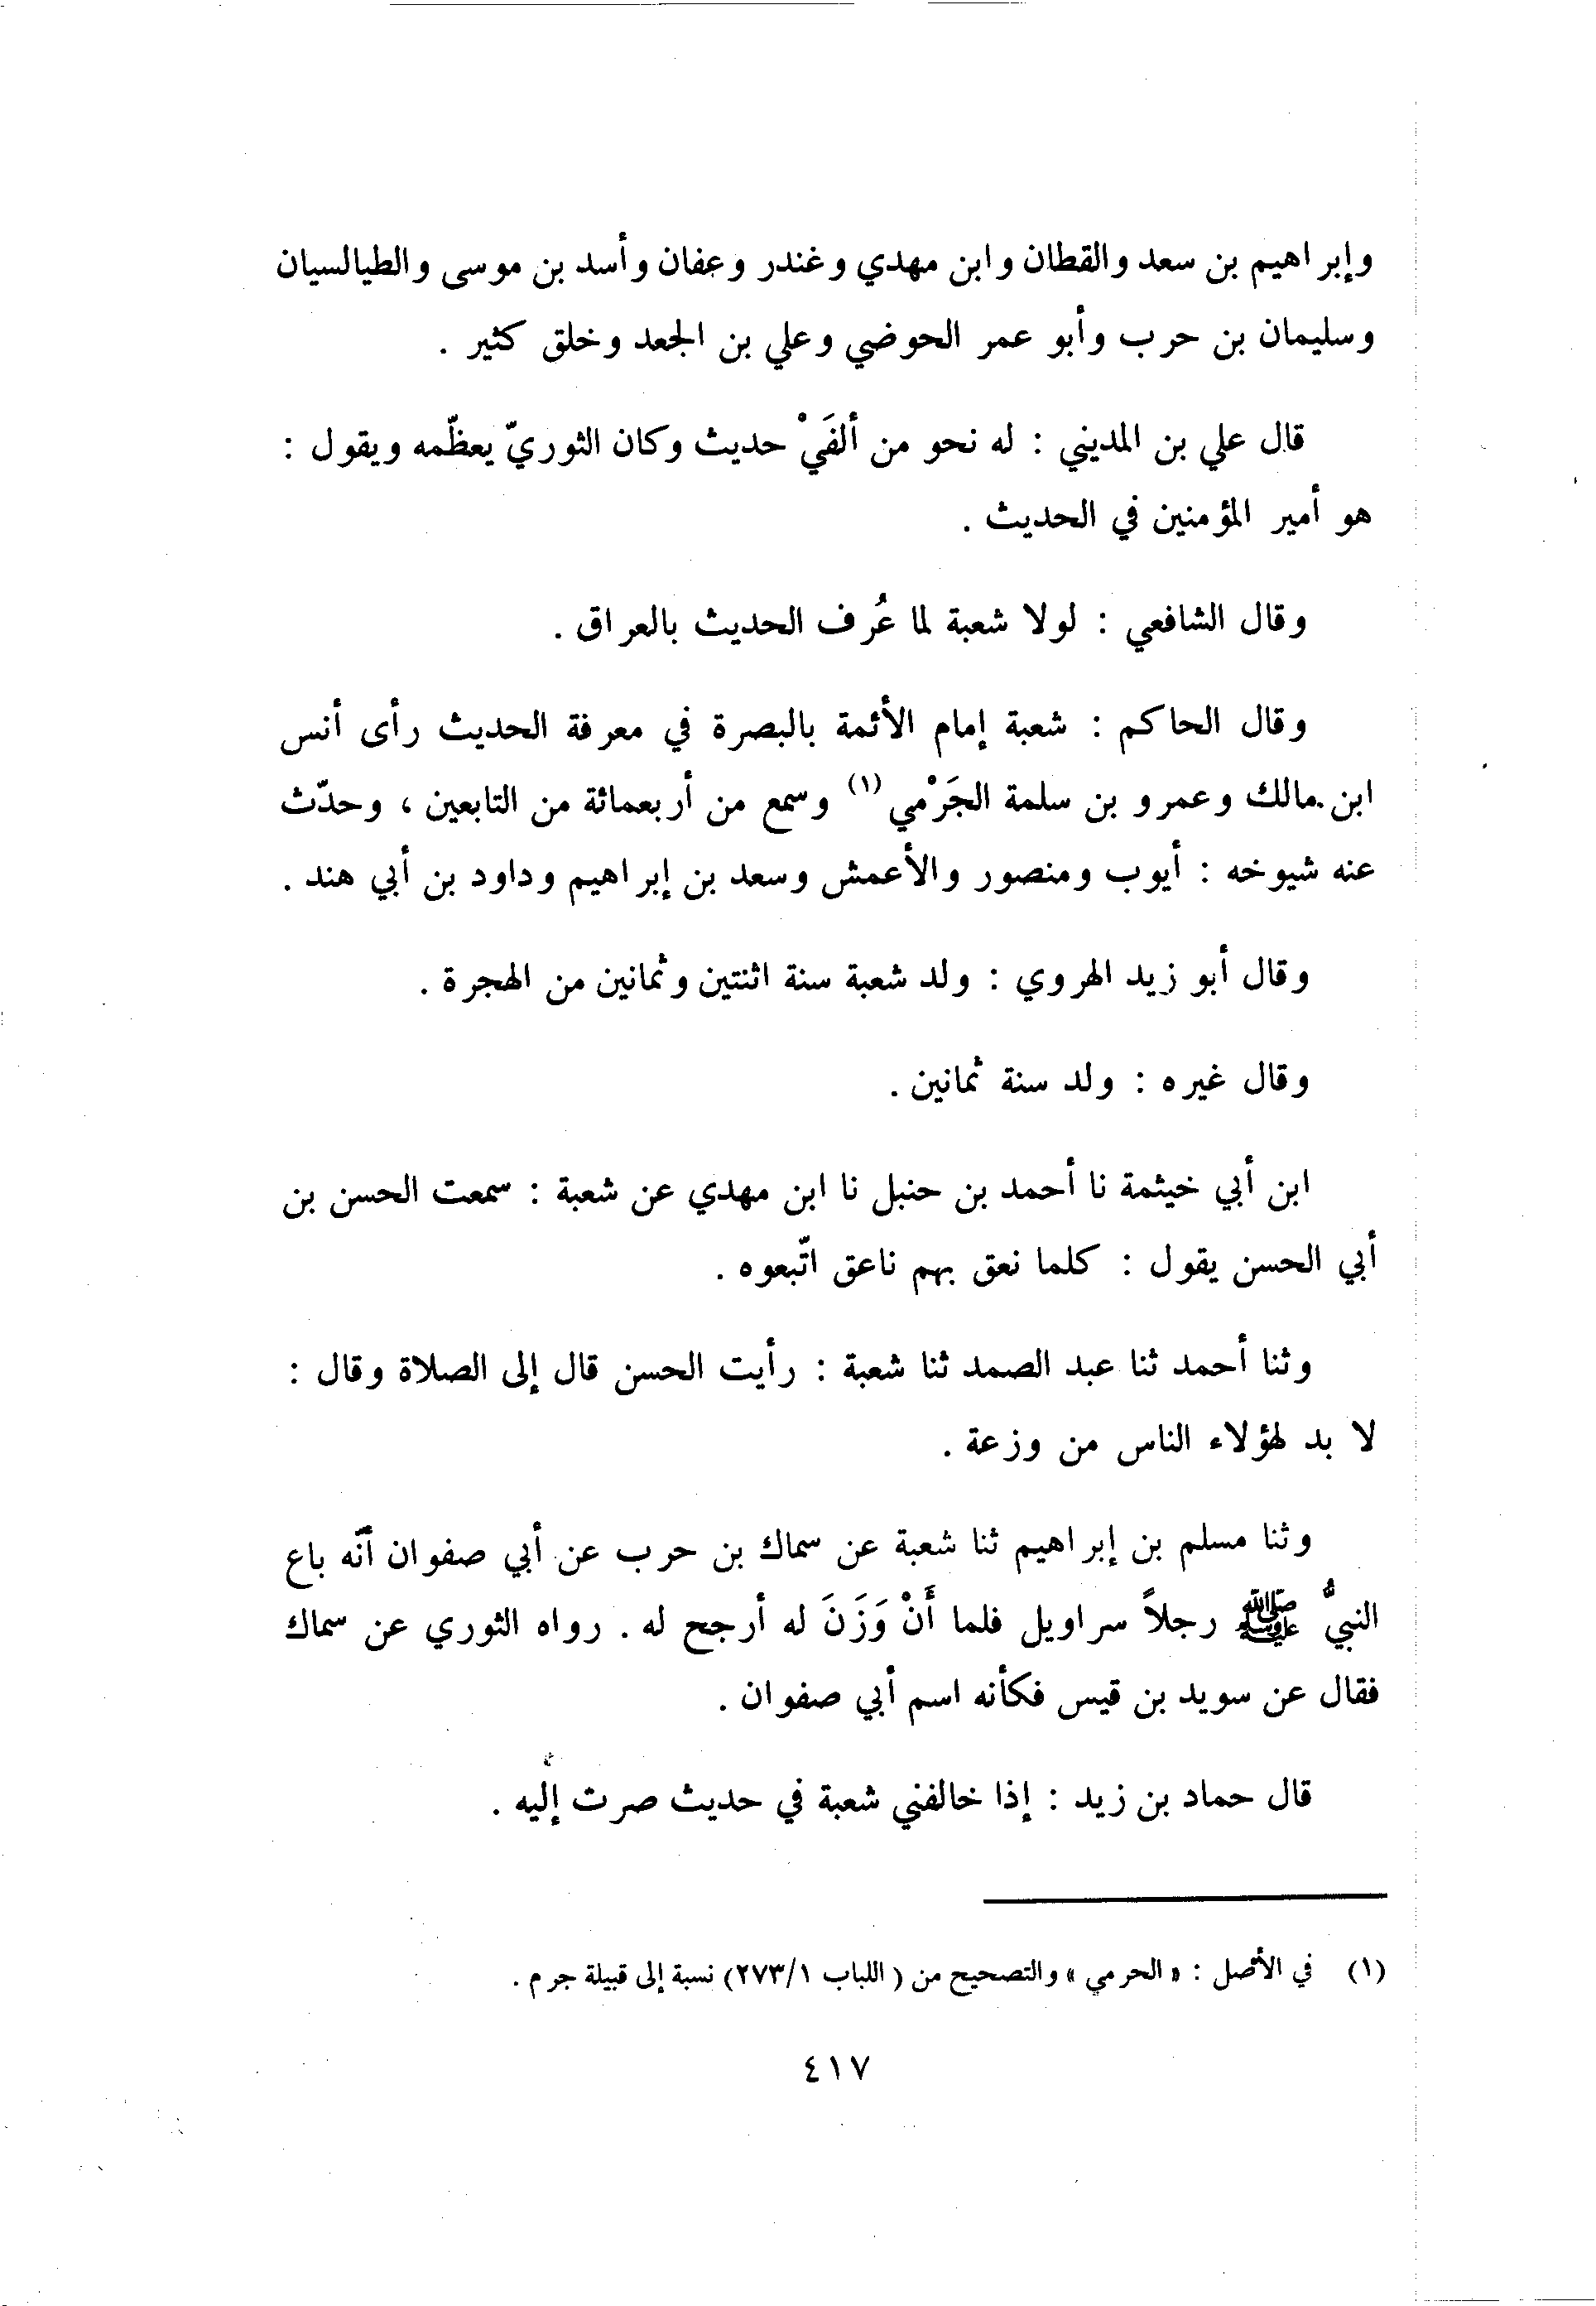 وإبراهيم بن سعد والقطان وابن مهدي وغندر وعفان وأسد بن موسى والطيالسيان
وسليمان بن حرب وأبو عمر الحوضي وعلي بن الجعد وخلق كثير .
قال علي بن المديني : له نحو من ألفَيْ حديث وكان الثوريّ يعظّمه ويقول :
هو أمير المؤمنين في الحديث .
وقال الشافعي : لولا شعبة لما عُرف الحديث بالعراق .
وقال الحاكم : شعبة إمام الأئمة بالبصرة في معرفة الحديث رأى أنس
ابن مالك وعمرو بن سلمة الجَرْمي (١) وسمع من أربعمائة من التابعين ، وحدّث
عنه شيوخه : أيوب ومنصور والأعمش وسعد بن إبراهيم وداود بن أبي هند .
وقال أبو زيد الهروي : ولد شعبة سنة اثنتين وثمانين من الهجرة .
وقال غيره : ولد سنة ثمانين .
ابن أبي خيثمة نا أحمد بن حنبل نا ابن مهدي عن شعبة : سمعت الحسن بن
أبي الحسن يقول : كلما نعق بهم ناعق اتّبعوه .
وثنا أحمد ثنا عبد الصمد ثنا شعبة : رأيت الحسن قال إلى الصلاة وقال :
لا بد لهؤلاء الناس من وزعة .
وثنا مسلم بن إبراهيم ثنا شعبة عن سماك بن حرب عن أبي صفوان أنّه باع
النبيُّ ﷺ رجلاً سراويل فلما أَنْ وَزَنَ له أرجح له . رواه الثوري عن سماك
فقال عن سويد بن قيس فكأنه اسم أبي صفوان .
قال حماد بن زيد : إذا خالفني شعبة في حديث صرت إليه .
(١) في الأصل : « الحرمي » والتصحيح من ( اللباب ٢٧٣/١) نسبة إلى قبيلة جرم .
٤١٧